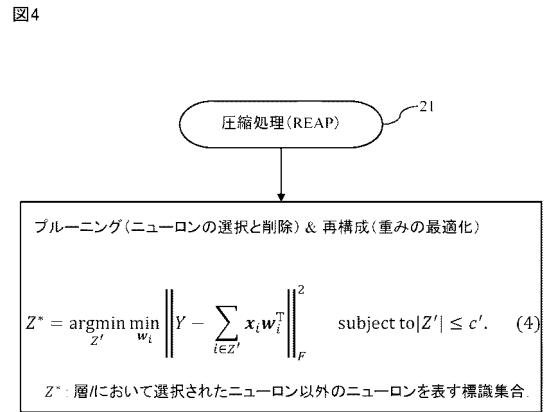 図4
圧縮処理(REAP)
21
プルーニング(ニューロンの選択と削除) & 再構成(重みの最適化)
Z* = argmin_{Z'} min_{w_i} ‖Y − ∑_{i∈Z'} x_i w_i^T‖_F^2 subject to|Z'| ≤ c'. (4)
Z* : 層lにおいて選択されたニューロン以外のニューロンを表す標識集合.